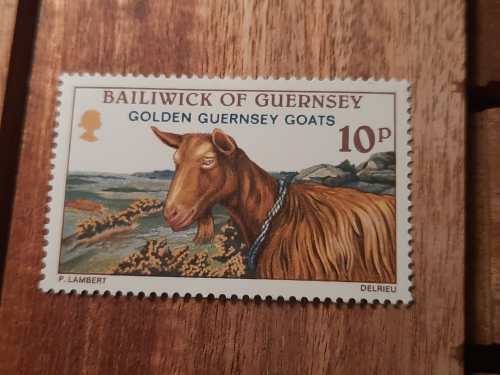 BAILIWICK OF GUERNSEY
GOLDEN GUERNSEY GOATS
10P
P. LAMBERT
DELRIEU